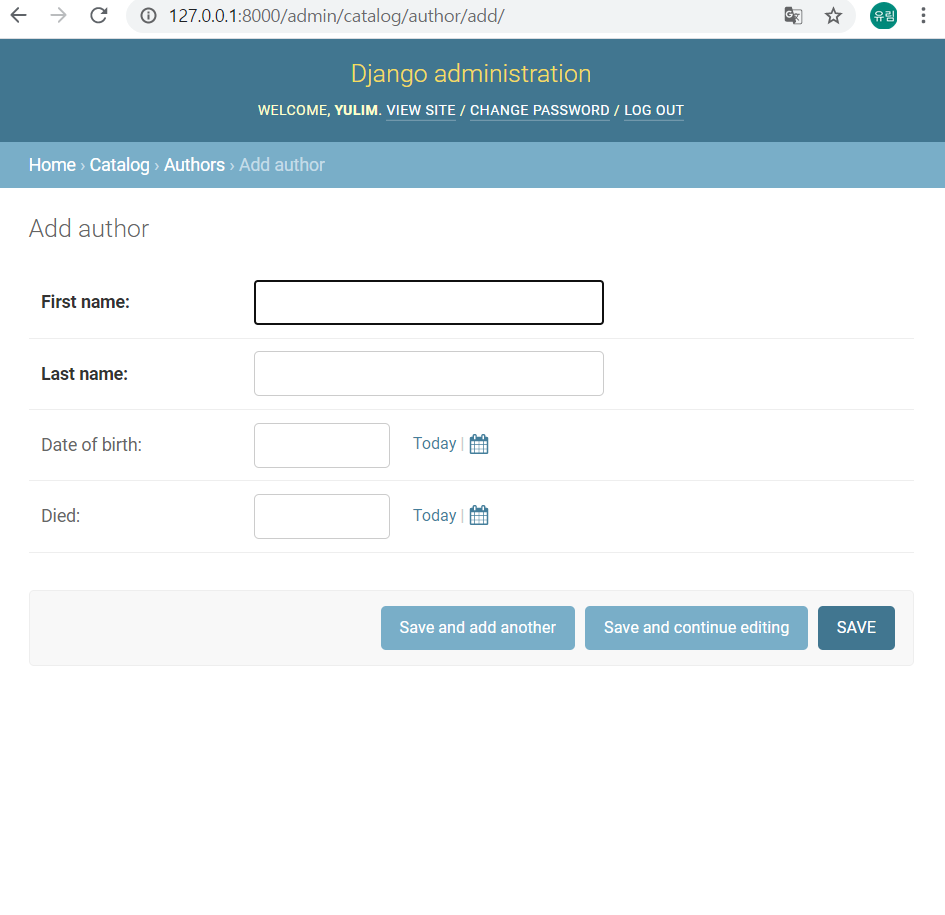 127.0.0.1:8000/admin/catalog/author/add/
유림
Django administration
WELCOME, YULIM. VIEW SITE / CHANGE PASSWORD / LOG OUT
Home › Catalog › Authors › Add author
Add author
First name:
Last name:
Date of birth:
Today |
Died:
Today |
Save and add another
Save and continue editing
SAVE